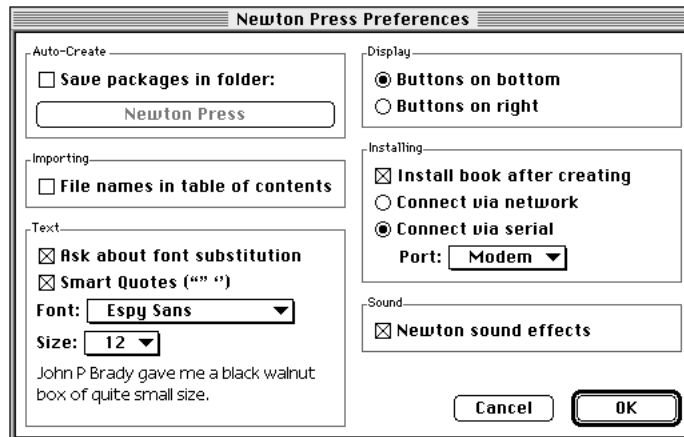 Newton Press Preferences
Auto-Create
Save packages in folder:
Newton Press
Importing
File names in table of contents
Text
Ask about font substitution
Smart Quotes (“” ‘’)
Font: Espy Sans
Size: 12
John P Brady gave me a black walnut
box of quite small size.
Display
Buttons on bottom
Buttons on right
Installing
Install book after creating
Connect via network
Connect via serial
Port: Modem
Sound
Newton sound effects
Cancel
OK